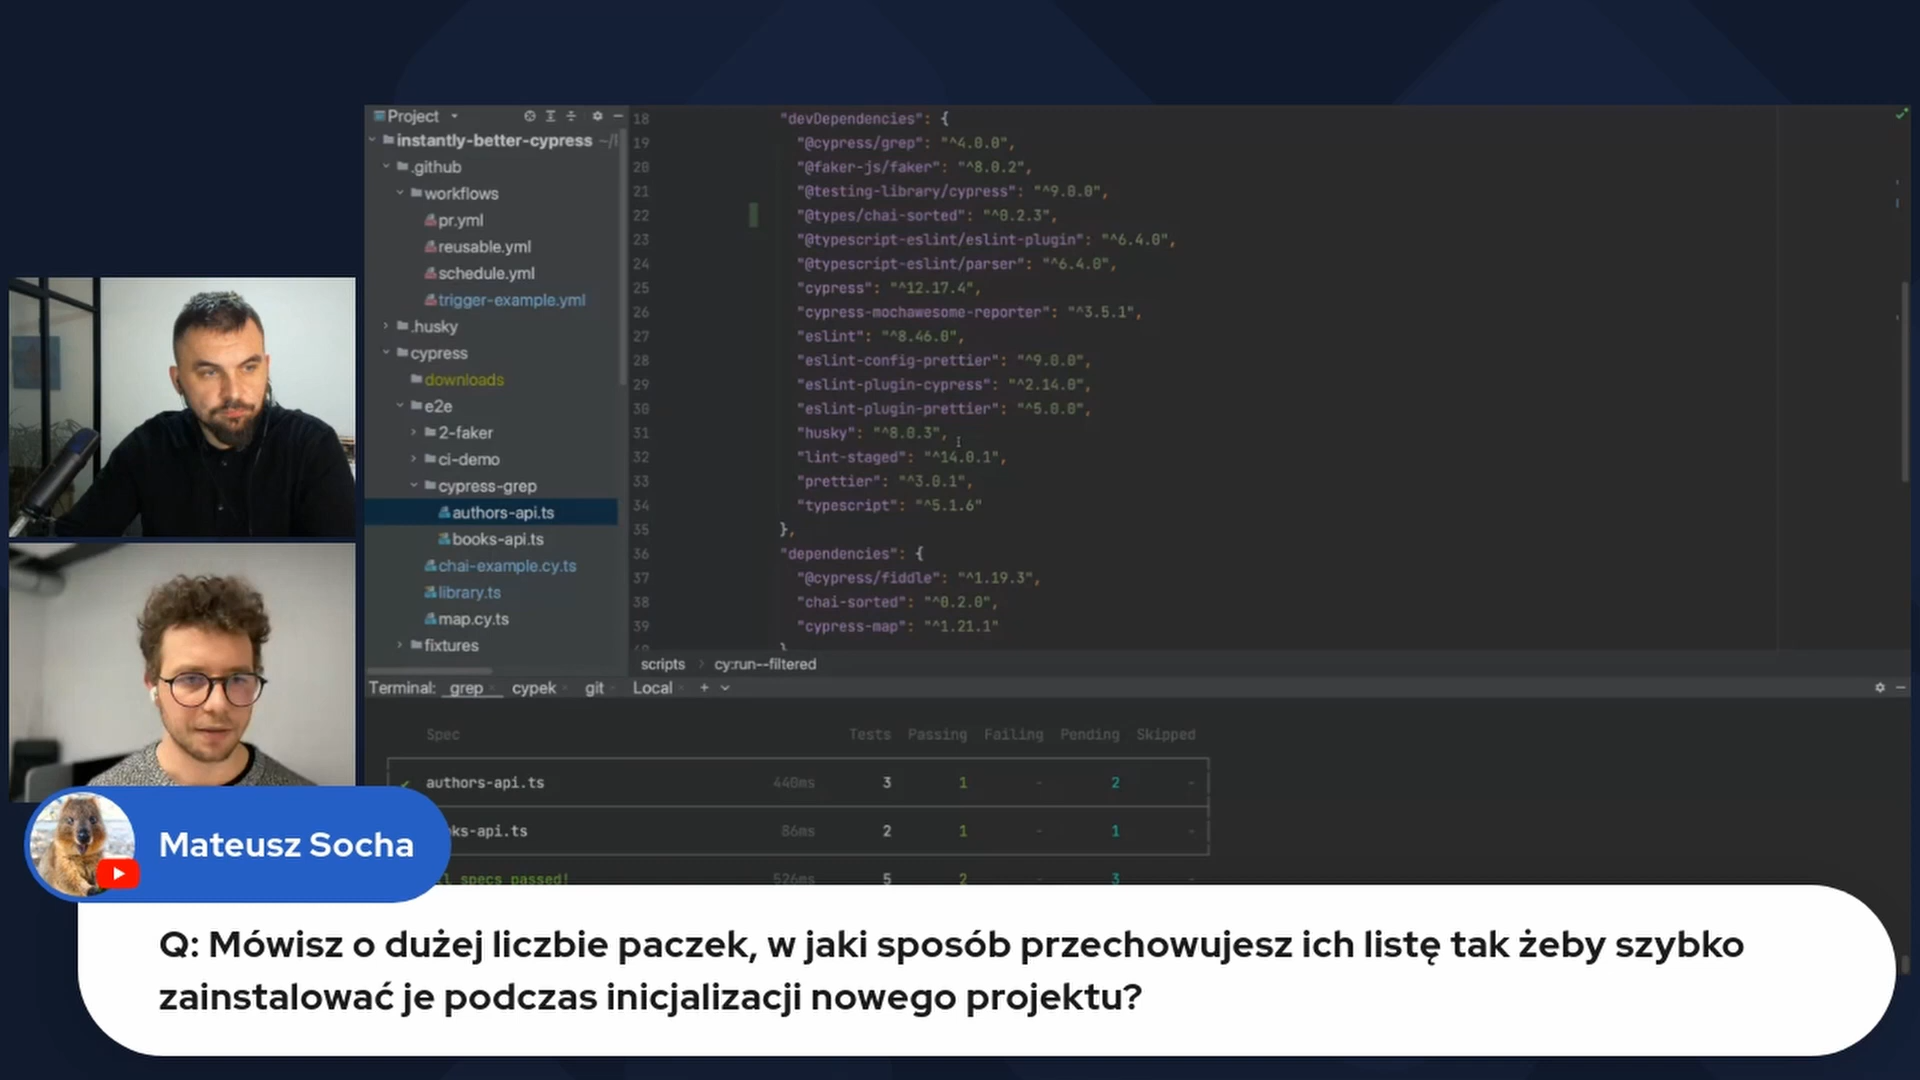 Project
instantly-better-cypress
.github
workflows
pr.yml
reusable.yml
schedule.yml
trigger-example.yml
.husky
cypress
downloads
e2e
2-faker
ci-demo
cypress-grep
authors-api.ts
books-api.ts
chai-example.cy.ts
library.ts
map.cy.ts
fixtures
18 "devDependencies": {
19 "@cypress/grep": "^4.0.0",
20 "@faker-js/faker": "^8.0.2",
21 "@testing-library/cypress": "^9.0.0",
22 "@types/chai-sorted": "^0.2.3",
23 "@typescript-eslint/eslint-plugin": "^6.4.0",
24 "@typescript-eslint/parser": "^6.4.0",
25 "cypress": "^12.17.4",
26 "cypress-mochawesome-reporter": "^3.5.1",
27 "eslint": "^8.46.0",
28 "eslint-config-prettier": "^9.0.0",
29 "eslint-plugin-cypress": "^2.14.0",
30 "eslint-plugin-prettier": "^5.0.0",
31 "husky": "^8.0.3",
32 "lint-staged": "^14.0.1",
33 "prettier": "^3.0.1",
34 "typescript": "^5.1.6"
35 },
36 "dependencies": {
37 "@cypress/fiddle": "^1.19.3",
38 "chai-sorted": "^0.2.0",
39 "cypress-map": "^1.21.1"
scripts cy:run--filtered
Terminal: grep cypek git Local
Spec Tests Passing Failing Pending Skipped
authors-api.ts 440ms 3 1 - 2 -
ks-api.ts 86ms 2 1 - 1 -
specs passed! 526ms 5 2 - 3 -
Mateusz Socha
Q: Mówisz o dużej liczbie paczek, w jaki sposób przechowujesz ich listę tak żeby szybko
zainstalować je podczas inicjalizacji nowego projektu?